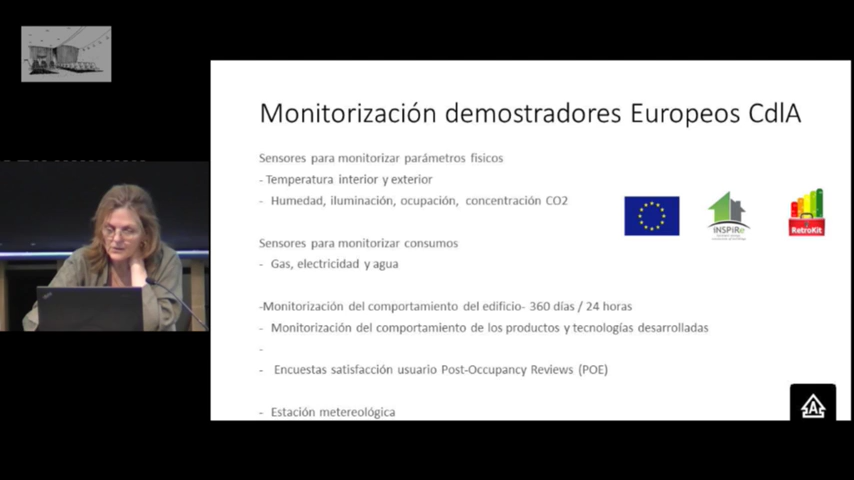 Monitorización demostradores Europeos CdlA
Sensores para monitorizar parámetros físicos
- Temperatura interior y exterior
- Humedad, iluminación, ocupación, concentración CO2
INSPiRe
RetroKit
Sensores para monitorizar consumos
- Gas, electricidad y agua
-Monitorización del comportamiento del edificio- 360 días / 24 horas
- Monitorización del comportamiento de los productos y tecnologías desarrolladas
-
- Encuestas satisfacción usuario Post-Occupancy Reviews (POE)
- Estación metereológica
A